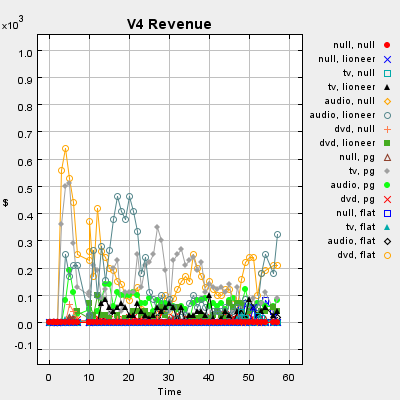 V4 Revenue
×10³
1.0
0.9
0.8
0.7
0.6
0.5
0.4
0.3
0.2
0.1
0.0
-0.1
$
0 10 20 30 40 50 60
Time
null, null
null, lioneer
tv, null
tv, lioneer
audio, null
audio, lioneer
dvd, null
dvd, lioneer
null, pg
tv, pg
audio, pg
dvd, pg
null, flat
tv, flat
audio, flat
dvd, flat